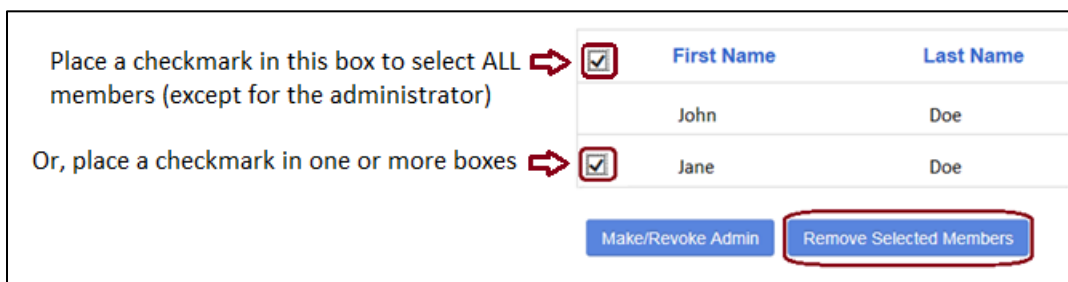 Place a checkmark in this box to select ALL
members (except for the administrator)
First Name Last Name
John Doe
Or, place a checkmark in one or more boxes
Jane Doe
Make/Revoke Admin Remove Selected Members